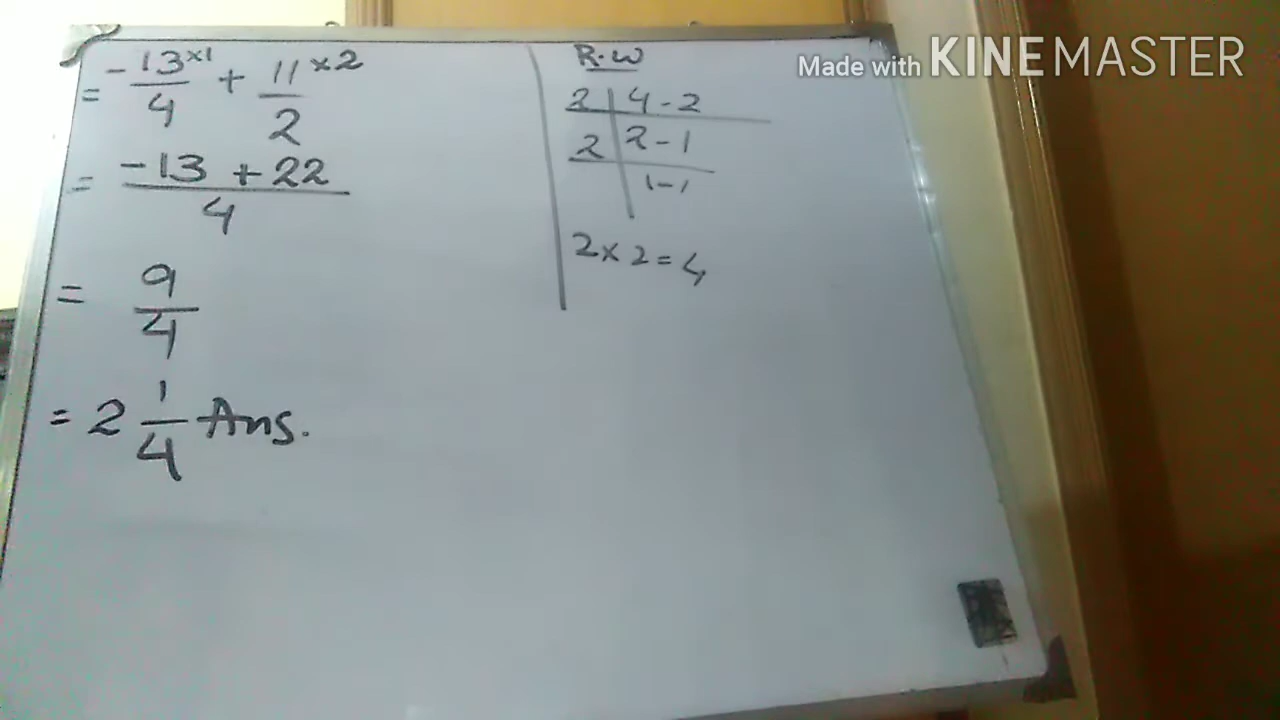 = -13×1/4 + 11×2/2
= -13 + 22/4
= 9/4
= 2 1/4 Ans.
R.W
2 | 4 - 2
2 | 2 - 1
1 - 1
2 × 2 = 4
Made with KINEMASTER